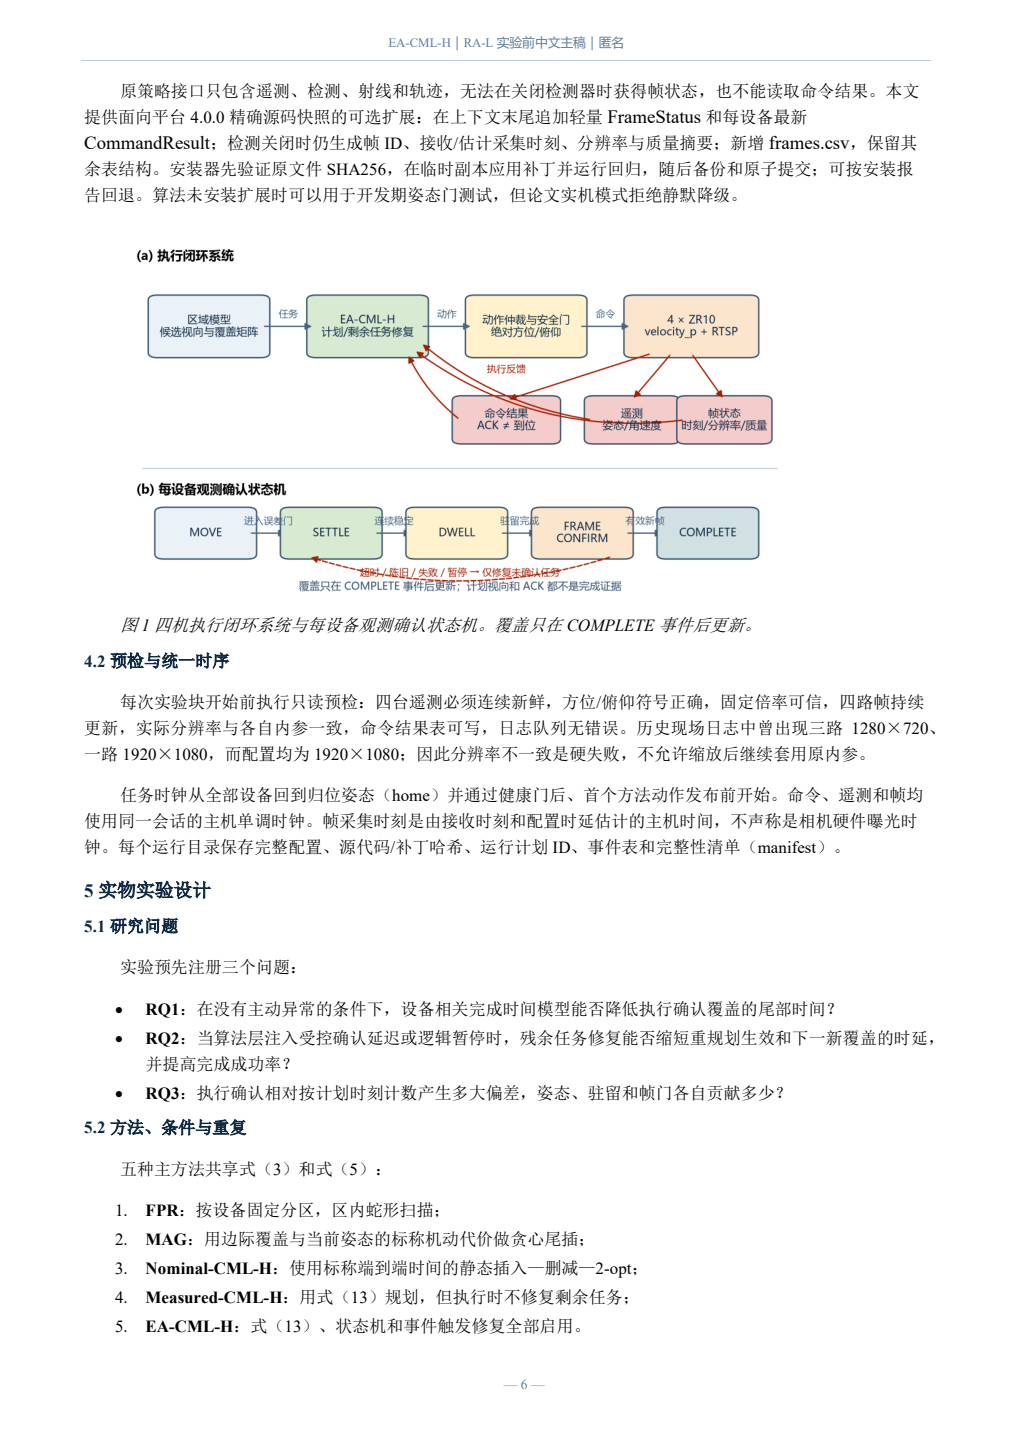 EA-CML-H | RA-L 实验前中文主稿 | 匿名
原策略接口只包含遥测、检测、射线和轨迹，无法在关闭检测器时获得帧状态，也不能读取命令结果。本文
提供面向平台 4.0.0 精确源码快照的可选扩展：在上下文末尾追加轻量 FrameStatus 和每设备最新
CommandResult；检测关闭时仍生成帧 ID、接收/估计采集时刻、分辨率与质量摘要；新增 frames.csv，保留其
余表结构。安装器先验证原文件 SHA256，在临时副本应用补丁并运行回归，随后备份和原子提交；可按安装报
告回退。算法未安装扩展时可以用于开发期姿态门测试，但论文实机模式拒绝静默降级。
(a) 执行闭环系统
区域模型
候选视向与覆盖矩阵
任务
EA-CML-H
计划/剩余任务修复
动作
动作仲裁与安全门
绝对方位/俯仰
命令
4 × ZR10
velocity_p + RTSP
执行反馈
命令结果
ACK ≠ 到位
遥测
姿态/角速度
帧状态
时刻/分辨率/质量
(b) 每设备观测确认状态机
MOVE
进入误差门
SETTLE
连续稳定
DWELL
驻留完成
FRAME
CONFIRM
有效新帧
COMPLETE
超时 / 陈旧 / 失败 / 暂停 → 仅修复未确认任务
覆盖只在 COMPLETE 事件后更新；计划视向和 ACK 都不是完成证据
图 1 四机执行闭环系统与每设备观测确认状态机。覆盖只在 COMPLETE 事件后更新。
4.2 预检与统一时序
每次实验块开始前执行只读预检：四台遥测必须连续新鲜，方位/俯仰符号正确，固定倍率可信，四路帧持续
更新，实际分辨率与各自内参一致，命令结果表可写，日志队列无错误。历史现场日志中曾出现三路 1280×720、
一路 1920×1080，而配置均为 1920×1080；因此分辨率不一致是硬失败，不允许缩放后继续套用原内参。
任务时钟从全部设备回到归位姿态（home）并通过健康门后、首个方法动作发布前开始。命令、遥测和帧均
使用同一会话的主机单调时钟。帧采集时刻是由接收时刻和配置时延估计的主机时间，不声称是相机硬件曝光时
钟。每个运行目录保存完整配置、源代码/补丁哈希、运行计划 ID、事件表和完整性清单（manifest）。
5 实物实验设计
5.1 研究问题
实验预先注册三个问题：
• RQ1：在没有主动异常的条件下，设备相关完成时间模型能否降低执行确认覆盖的尾部时间？
• RQ2：当算法层注入受控确认延迟或逻辑暂停时，残余任务修复能否缩短重规划生效和下一新覆盖的时延，
并提高完成成功率？
• RQ3：执行确认相对按计划时刻计数产生多大偏差，姿态、驻留和帧门各自贡献多少？
5.2 方法、条件与重复
五种主方法共享式（3）和式（5）：
1. FPR：按设备固定分区，区内蛇形扫描；
2. MAG：用边际覆盖与当前姿态的标称机动代价做贪心尾插；
3. Nominal-CML-H：使用标称端到端时间的静态插入—删减—2-opt；
4. Measured-CML-H：用式（13）规划，但执行时不修复剩余任务；
5. EA-CML-H：式（13）、状态机和事件触发修复全部启用。
— 6 —